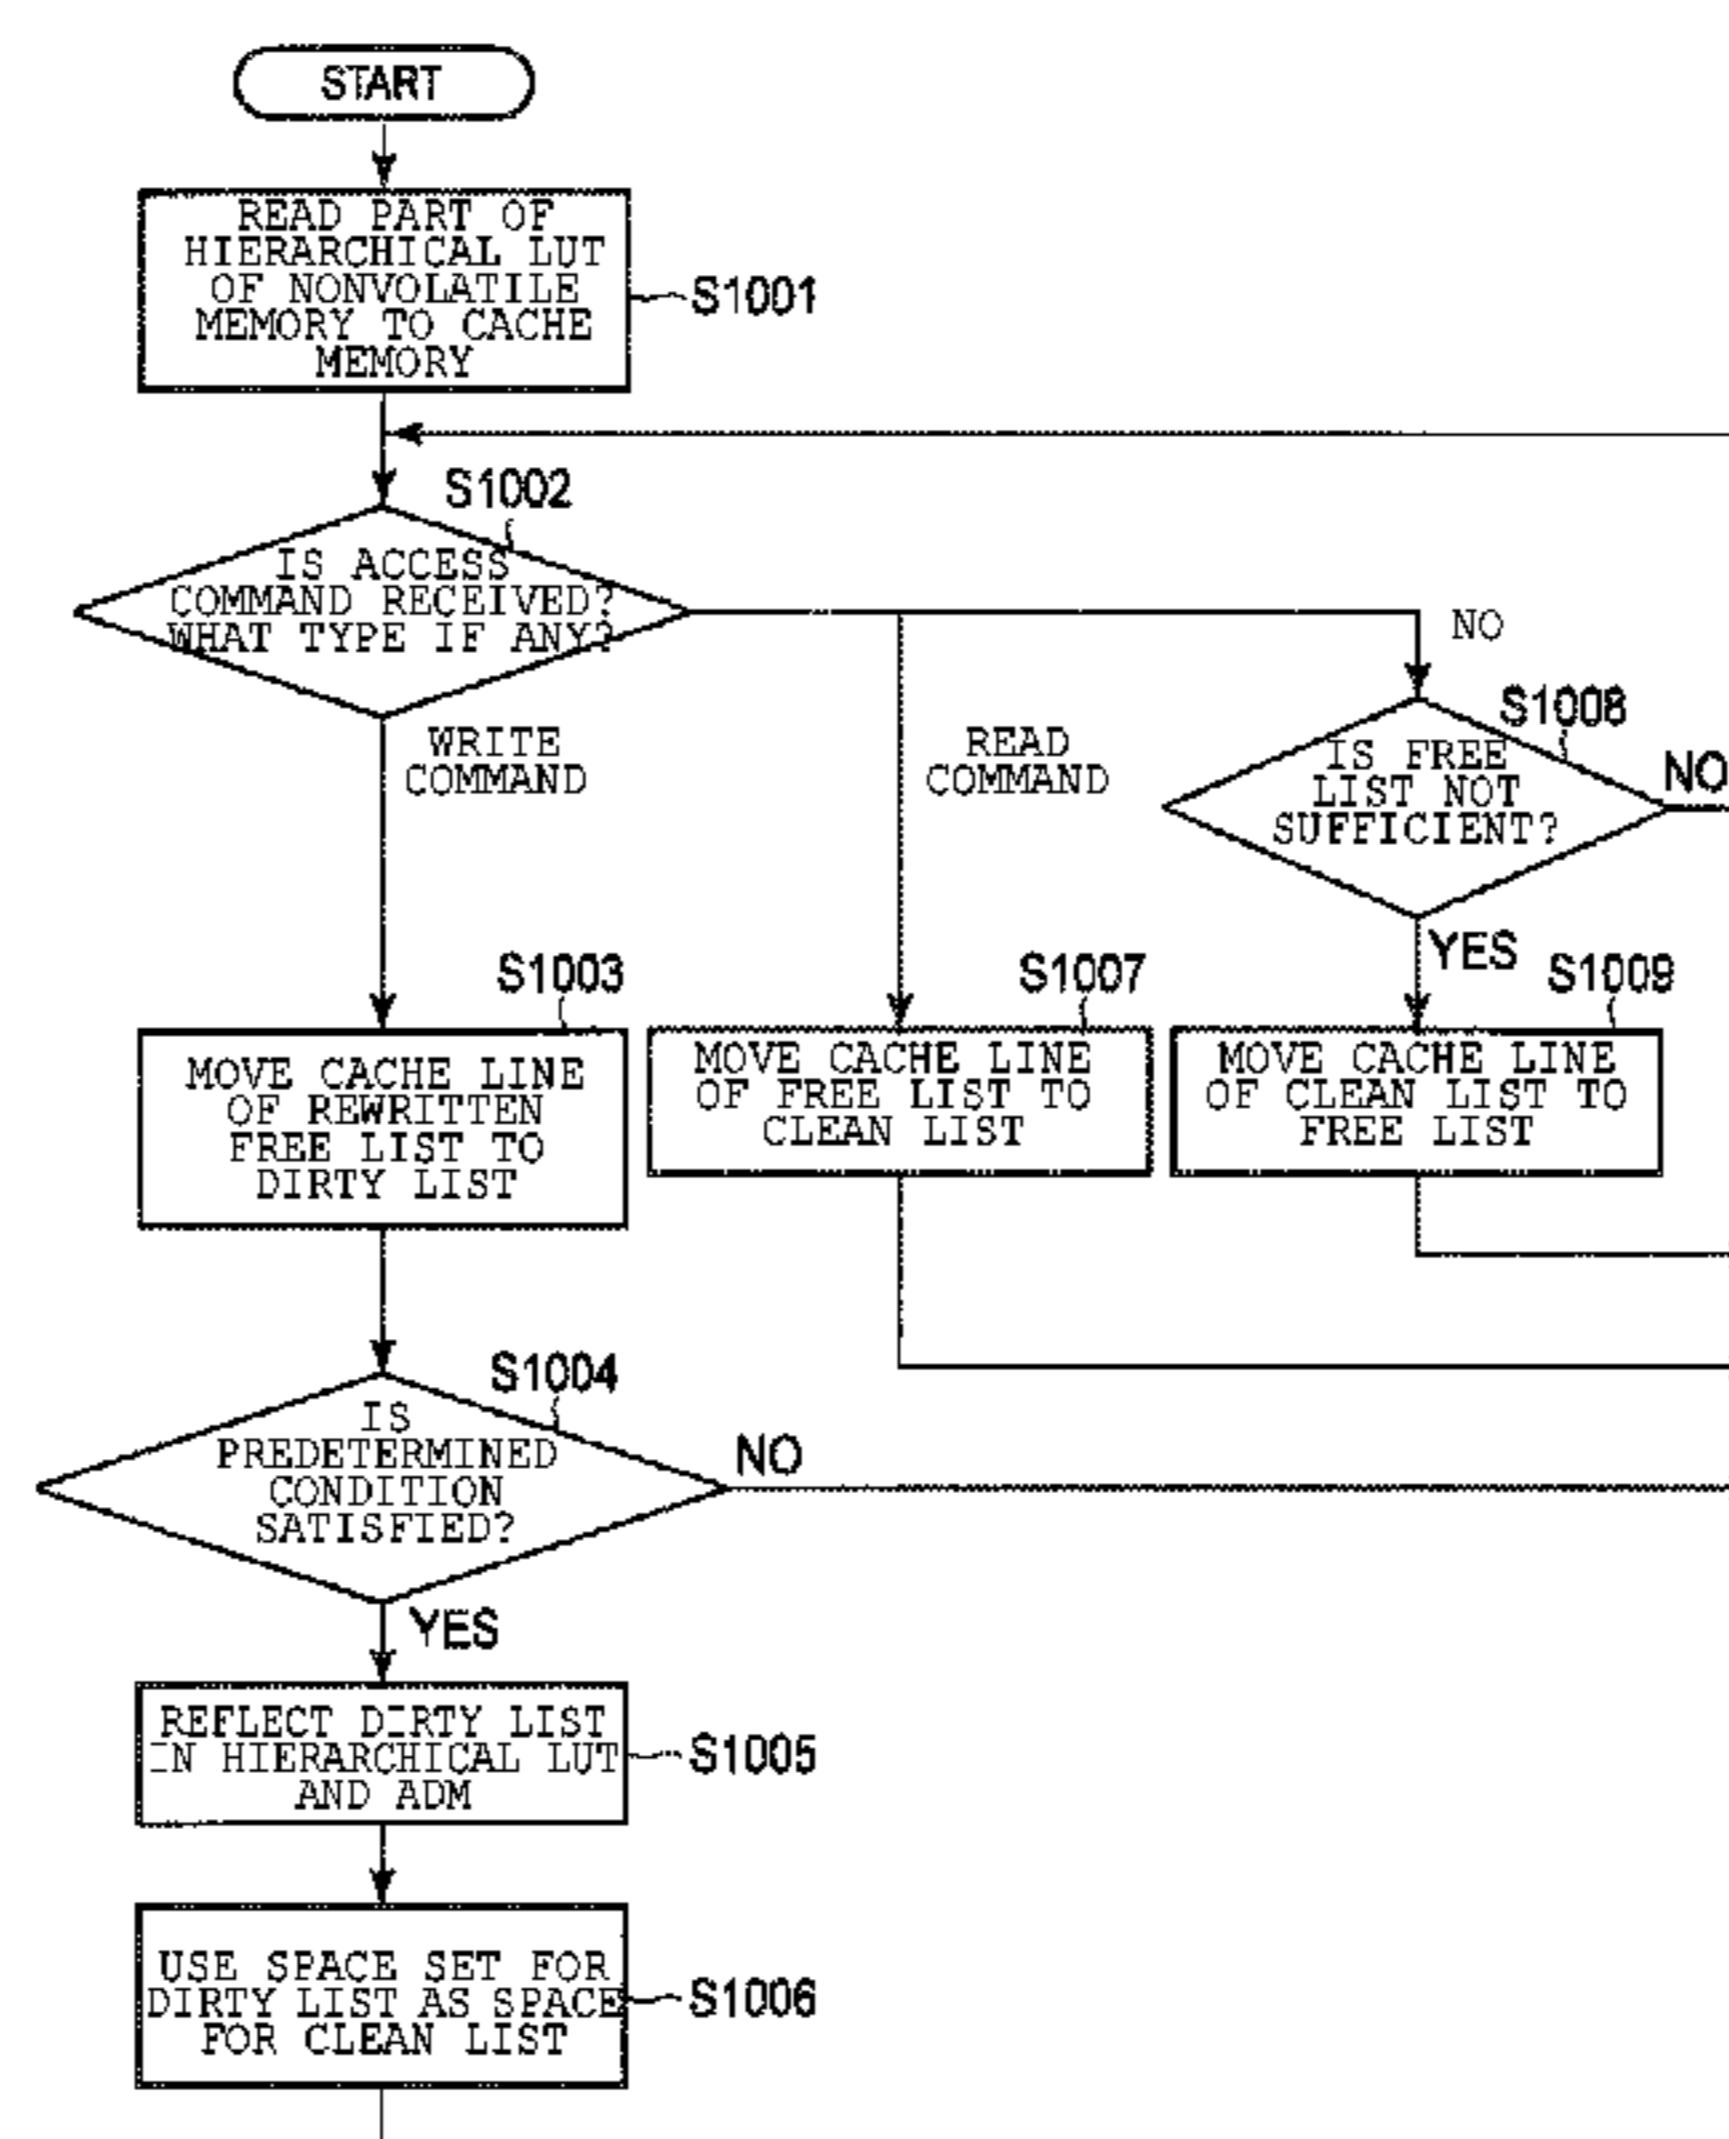 START
READ PART OF
HIERARCHICAL LUT
OF NONVOLATILE
MEMORY TO CACHE
MEMORY
S1001
S1002
IS ACCESS
COMMAND RECEIVED?
WHAT TYPE IF ANY?
NO
WRITE
COMMAND
READ
COMMAND
S1008
IS FREE
LIST NOT
SUFFICIENT?
NO
YES
S1003
MOVE CACHE LINE
OF REWRITTEN
FREE LIST TO
DIRTY LIST
S1007
MOVE CACHE LINE
OF FREE LIST TO
CLEAN LIST
S1009
MOVE CACHE LINE
OF CLEAN LIST TO
FREE LIST
S1004
IS
PREDETERMINED
CONDITION
SATISFIED?
NO
YES
REFLECT DIRTY LIST
IN HIERARCHICAL LUT
AND ADM
S1005
USE SPACE SET FOR
DIRTY LIST AS SPACE
FOR CLEAN LIST
S1006